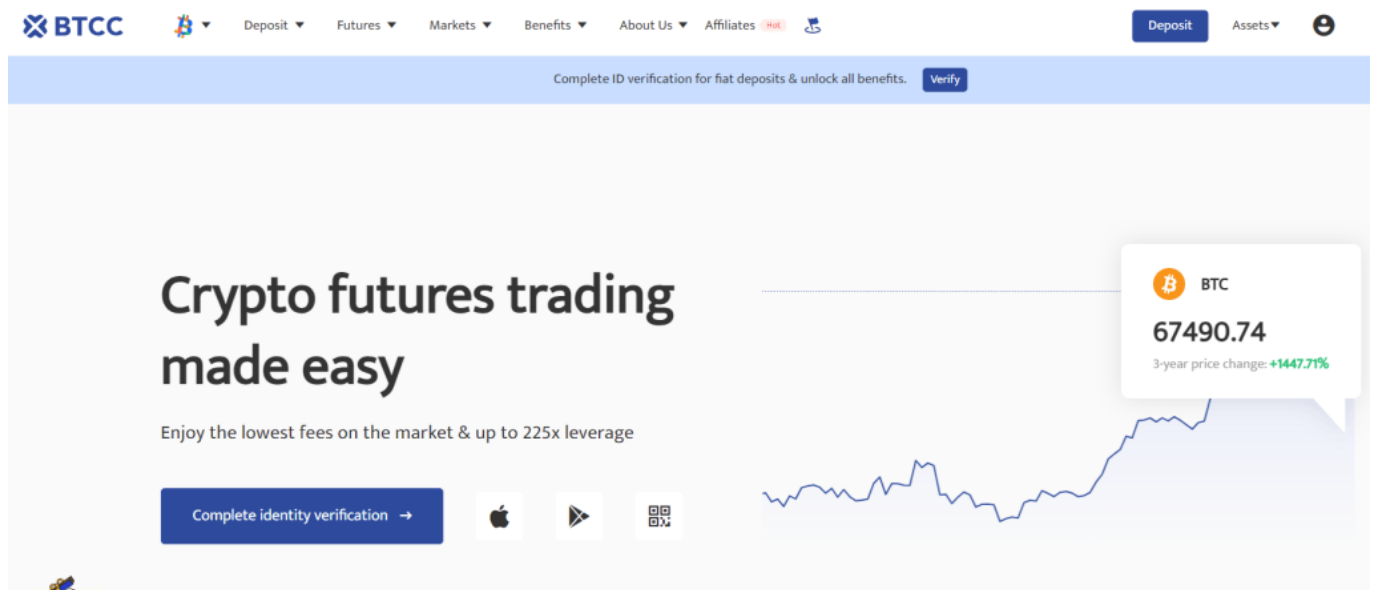 BTCC
Deposit
Futures
Markets
Benefits
About Us
Affiliates
Hot
Deposit
Assets
Complete ID verification for fiat deposits & unlock all benefits.
Verify
Crypto futures trading
made easy
Enjoy the lowest fees on the market & up to 225x leverage
Complete identity verification →
BTC
67490.74
3-year price change: +1447.71%